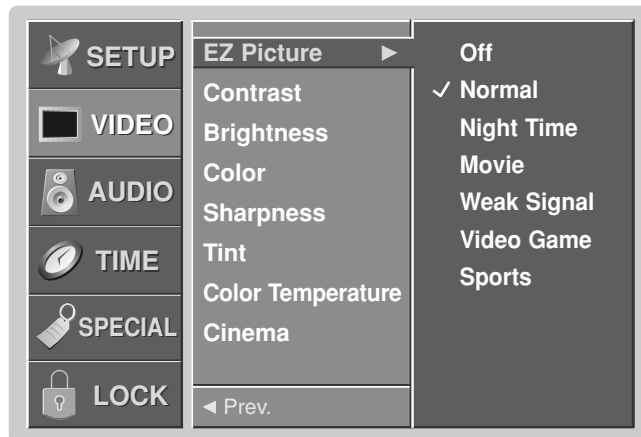 SETUP
VIDEO
AUDIO
TIME
SPECIAL
LOCK
EZ Picture ►
Contrast
Brightness
Color
Sharpness
Tint
Color Temperature
Cinema
◄ Prev.
Off
✓ Normal
Night Time
Movie
Weak Signal
Video Game
Sports